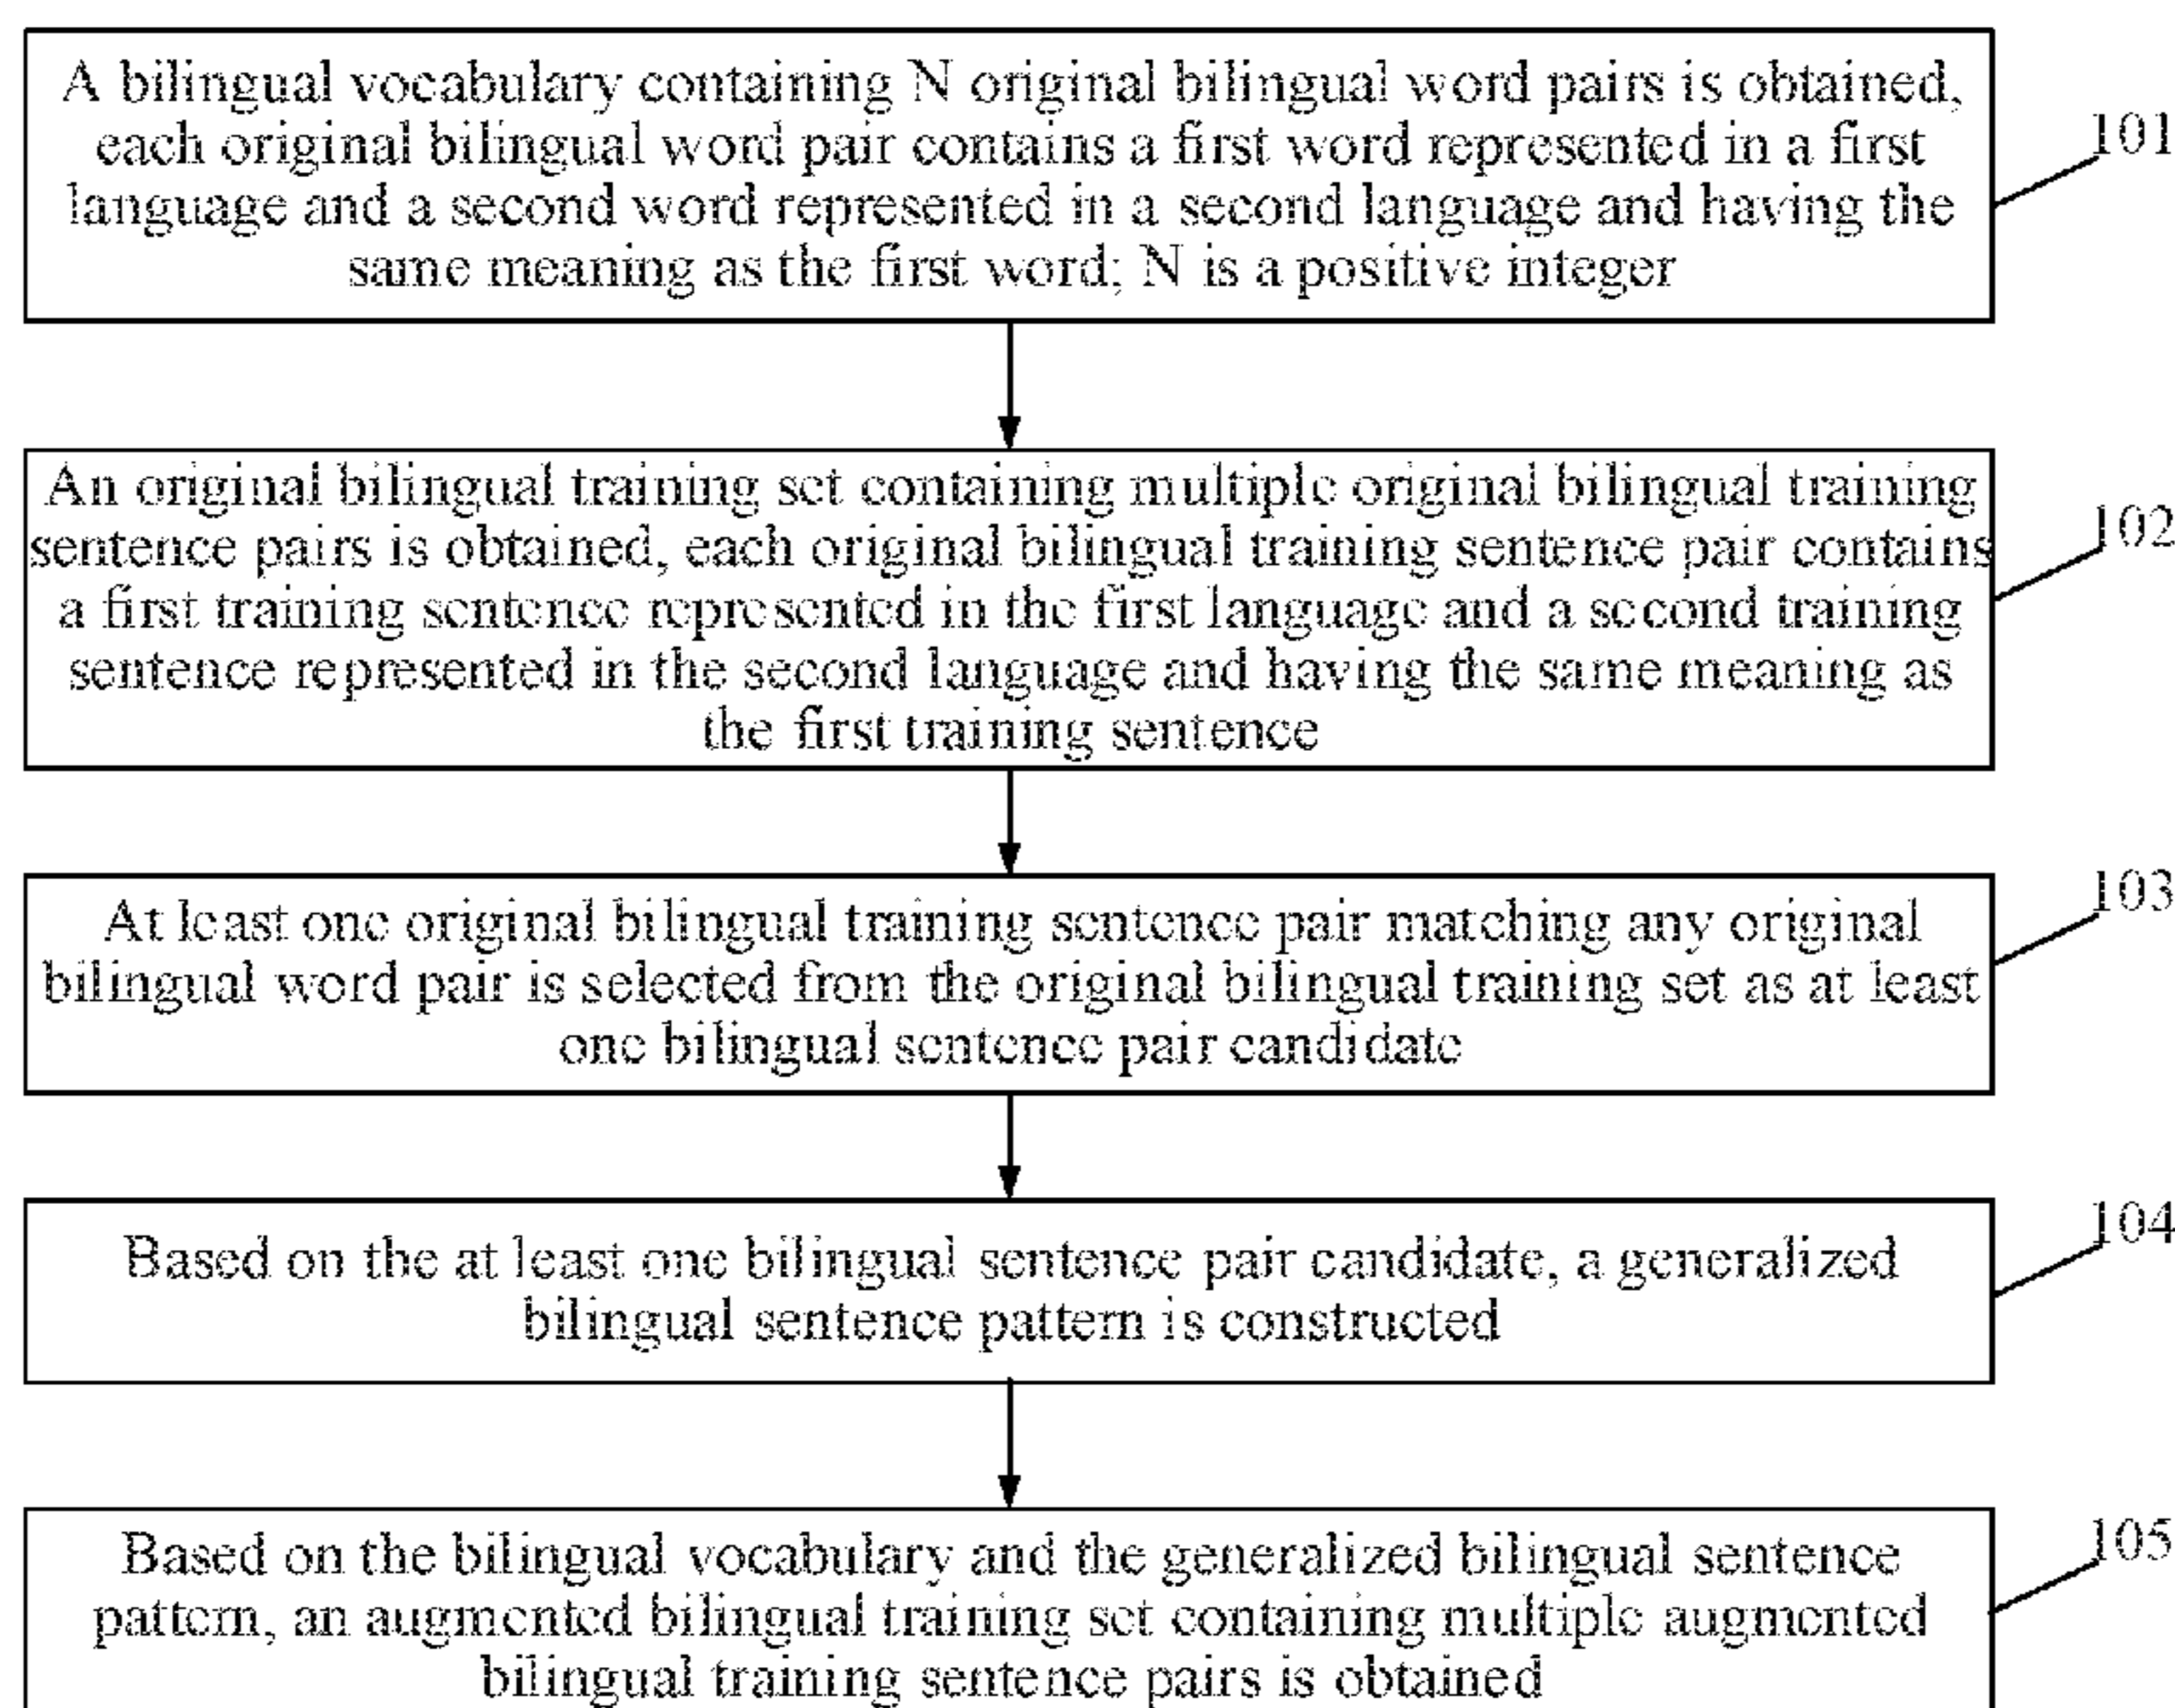 A bilingual vocabulary containing N original bilingual word pairs is obtained,
each original bilingual word pair contains a first word represented in a first
language and a second word represented in a second language and having the
same meaning as the first word; N is a positive integer
101
An original bilingual training set containing multiple original bilingual training
sentence pairs is obtained, each original bilingual training sentence pair contains
a first training sentence represented in the first language and a second training
sentence represented in the second language and having the same meaning as
the first training sentence
102
At least one original bilingual training sentence pair matching any original
bilingual word pair is selected from the original bilingual training set as at least
one bilingual sentence pair candidate
103
Based on the at least one bilingual sentence pair candidate, a generalized
bilingual sentence pattern is constructed
104
Based on the bilingual vocabulary and the generalized bilingual sentence
pattern, an augmented bilingual training set containing multiple augmented
bilingual training sentence pairs is obtained
105